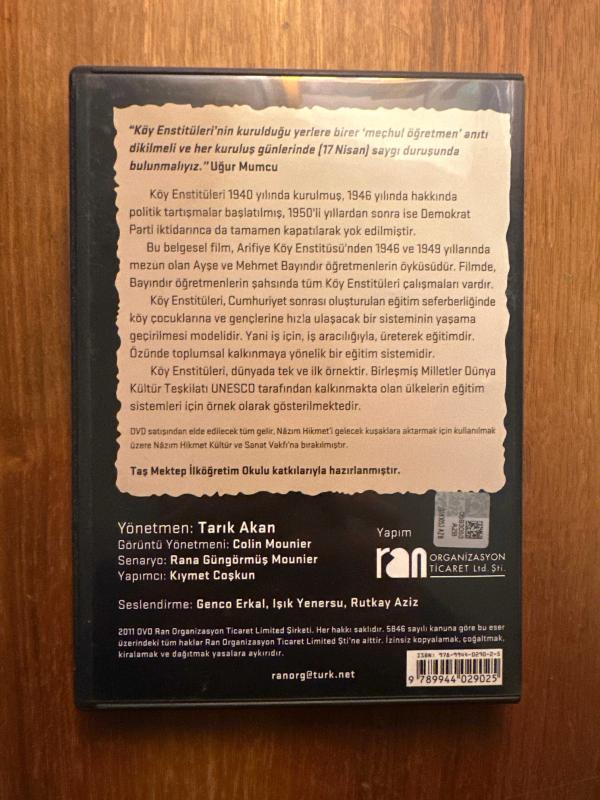 “Köy Enstitüleri’nin kurulduğu yerlere birer ‘meçhul öğretmen’ anıtı
dikilmeli ve her kuruluş günlerinde (17 Nisan) saygı duruşunda
bulunmalıyız.” Uğur Mumcu
Köy Enstitüleri 1940 yılında kurulmuş, 1946 yılında hakkında
politik tartışmalar başlatılmış, 1950’li yıllardan sonra ise Demokrat
Parti iktidarınca da tamamen kapatılarak yok edilmiştir.
Bu belgesel film, Arifiye Köy Enstitüsü’nden 1946 ve 1949 yıllarında
mezun olan Ayşe ve Mehmet Bayındır öğretmenlerin öyküsüdür. Filmde,
Bayındır öğretmenlerin şahsında tüm Köy Enstitüleri çalışmaları vardır.
Köy Enstitüleri, Cumhuriyet sonrası oluşturulan eğitim seferberliğinde
köy çocuklarına ve gençlerine hızla ulaşacak bir sisteminin yaşama
geçirilmesi modelidir. Yani iş için, iş aracılığıyla, üreterek eğitimdir.
Özünde toplumsal kalkınmaya yönelik bir eğitim sistemidir.
Köy Enstitüleri, dünyada tek ve ilk örnektir. Birleşmiş Milletler Dünya
Kültür Teşkilatı UNESCO tarafından kalkınmakta olan ülkelerin eğitim
sistemleri için örnek olarak gösterilmektedir.
DVD satışından elde edilecek tüm gelir, Nâzım Hikmet’i gelecek kuşaklara aktarmak için kullanılmak
üzere Nâzım Hikmet Kültür ve Sanat Vakfı’na bırakılmıştır.
Taş Mektep İlköğretim Okulu katkılarıyla hazırlanmıştır.
Yönetmen: Tarık Akan
Görüntü Yönetmeni: Colin Mounier
Senaryo: Rana Güngörmüş Mounier
Yapımcı: Kıymet Coşkun
Yapım
ran ORGANİZASYON
TİCARET Ltd. Şti.
Seslendirme: Genco Erkal, Işık Yenersu, Rutkay Aziz
2011 DVD Ran Organizasyon Ticaret Limited Şirketi. Her hakkı saklıdır. 5846 sayılı kanuna göre bu eser
üzerindeki tüm haklar Ran Organizasyon Ticaret Limited Şti’ne aittir. İzinsiz kopyalamak, çoğaltmak,
kiralamak ve dağıtmak yasalara aykırıdır.
ranorg@turk.net
ISBN: 978-9944-0290-2-5
9 789944 029025